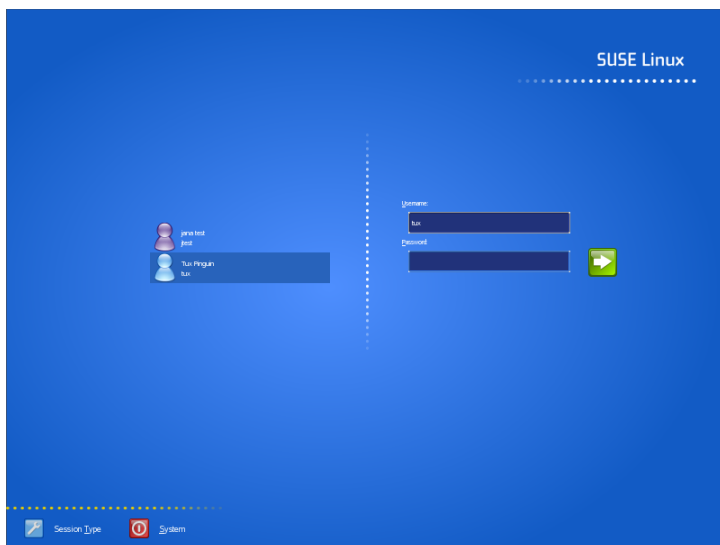 SUSE Linux
Username:
tux
jana test
jtest
Password:
Tux Pinguin
tux
Session Type
System